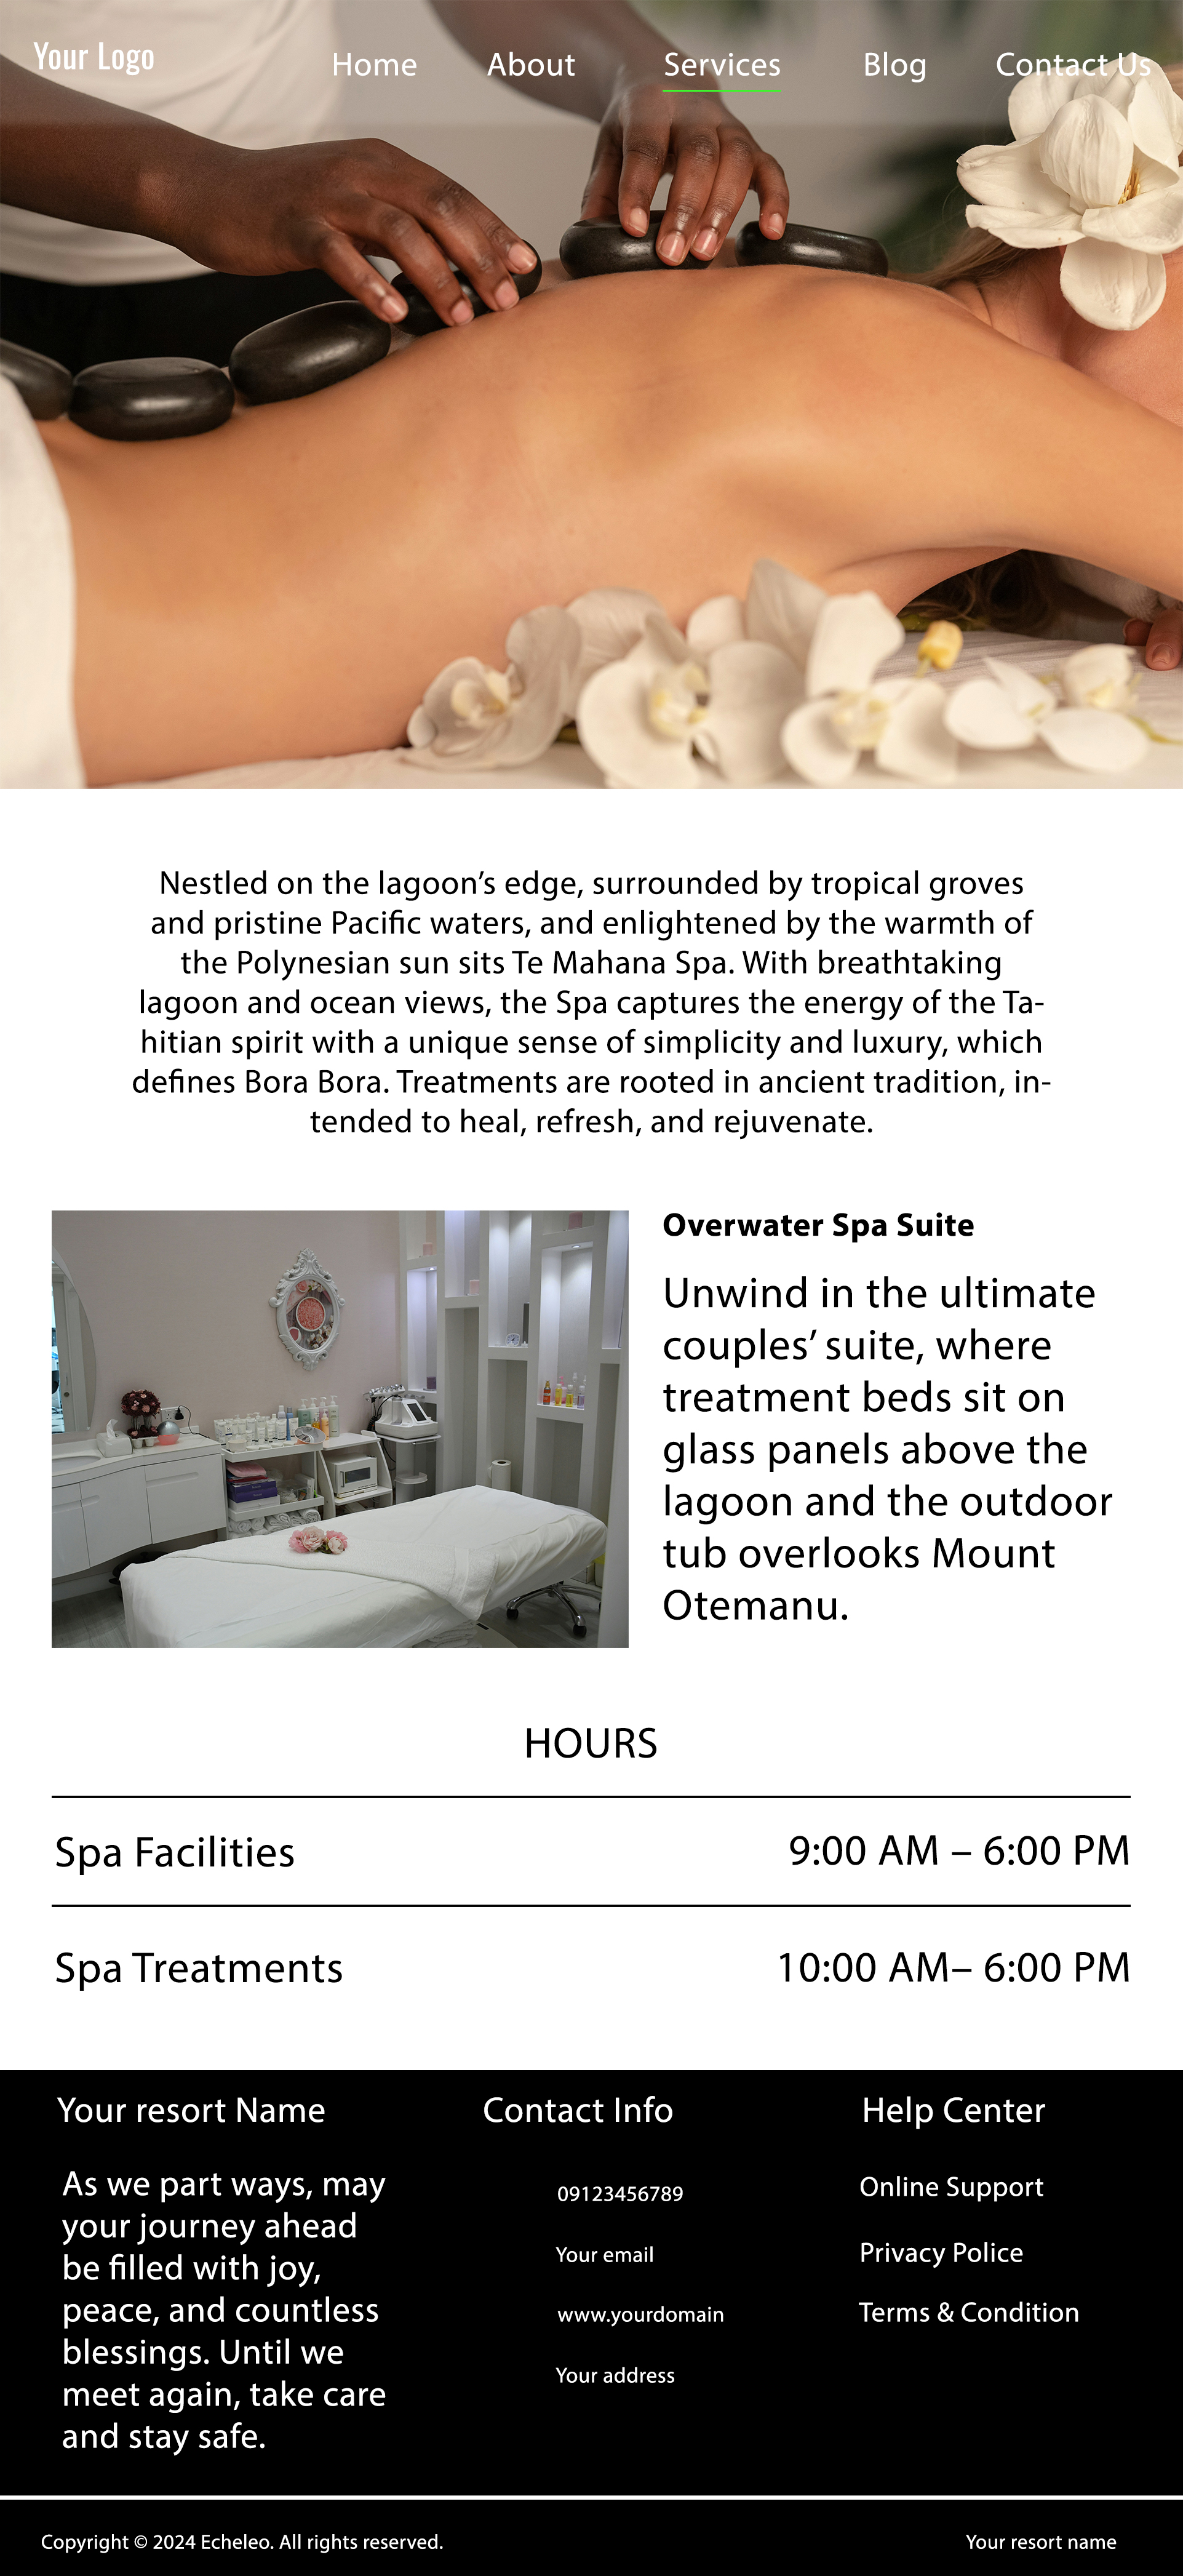 Your Logo
Home About Services Blog Contact Us
Nestled on the lagoon’s edge, surrounded by tropical groves
and pristine Pacific waters, and enlightened by the warmth of
the Polynesian sun sits Te Mahana Spa. With breathtaking
lagoon and ocean views, the Spa captures the energy of the Ta-
hitian spirit with a unique sense of simplicity and luxury, which
defines Bora Bora. Treatments are rooted in ancient tradition, in-
tended to heal, refresh, and rejuvenate.
Overwater Spa Suite
Unwind in the ultimate
couples’ suite, where
treatment beds sit on
glass panels above the
lagoon and the outdoor
tub overlooks Mount
Otemanu.
HOURS
Spa Facilities 9:00 AM – 6:00 PM
Spa Treatments 10:00 AM– 6:00 PM
Your resort Name
As we part ways, may
your journey ahead
be filled with joy,
peace, and countless
blessings. Until we
meet again, take care
and stay safe.
Contact Info
09123456789
Your email
www.yourdomain
Your address
Help Center
Online Support
Privacy Police
Terms & Condition
Copyright © 2024 Echeleo. All rights reserved.
Your resort name